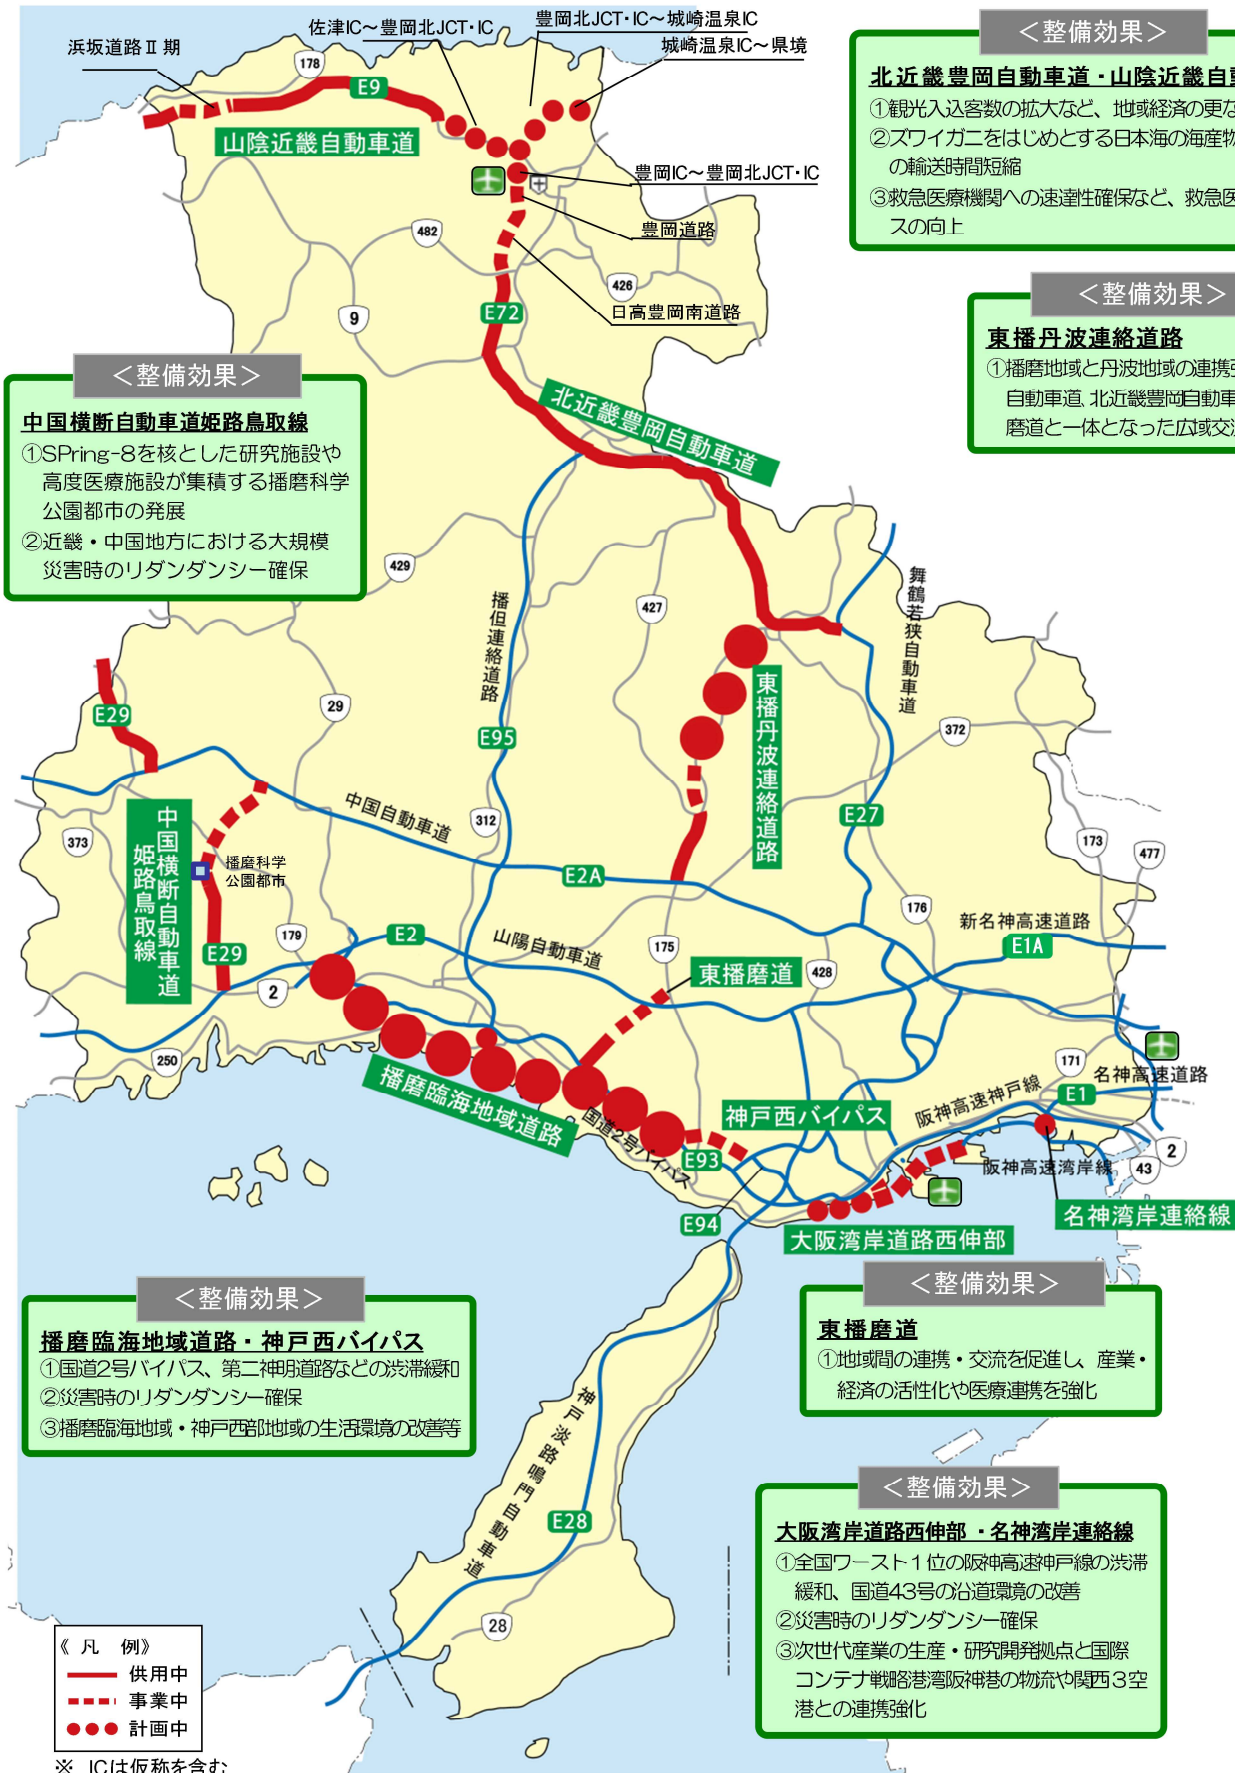 浜坂道路Ⅱ期
佐津IC～豊岡北JCT･IC
豊岡北JCT･IC～城崎温泉IC
城崎温泉IC～県境
178
E9
山陰近畿自動車道
豊岡IC～豊岡北JCT･IC
豊岡道路
482
426
日高豊岡南道路
9
E72
北近畿豊岡自動車道
＜整備効果＞
北近畿豊岡自動車道・山陰近畿自
①観光入込客数の拡大など、地域経済の更な
②ズワイガニをはじめとする日本海の海産物
の輸送時間短縮
③救急医療機関への速達性確保など、救急医
スの向上
＜整備効果＞
東播丹波連絡道路
①播磨地域と丹波地域の連携
自動車道、北近畿豊岡自動車
磨道と一体となった広域交
＜整備効果＞
中国横断自動車道姫路鳥取線
①SPring-8を核とした研究施設や
高度医療施設が集積する播磨科学
公園都市の発展
②近畿・中国地方における大規模
災害時のリダンダンシー確保
429
427
播但連絡道路
舞鶴若狭自動車道
E29
29
E95
東播丹波連絡道路
372
中国自動車道
312
E27
373
中国横断自動車道
姫路鳥取線
播磨科学
公園都市
173
477
E2A
176
新名神高速道路
E1A
179
E2
山陽自動車道
175
東播磨道
428
E29
2
250
播磨臨海地域道路
国道2号バイパス
神戸西バイパス
阪神高速神戸線
171
名神高速道路
E1
E93
阪神高速湾岸線
43
2
E94
名神湾岸連絡線
大阪湾岸道路西伸部
＜整備効果＞
播磨臨海地域道路・神戸西バイパス
①国道2号バイパス、第二神明道路などの渋滞緩和
②災害時のリダンダンシー確保
③播磨臨海地域・神戸西部地域の生活環境の改善等
＜整備効果＞
東播磨道
①地域間の連携・交流を促進し、産業・
経済の活性化や医療連携を強化
神戸淡路鳴門自動車道
E28
28
＜整備効果＞
大阪湾岸道路西伸部・名神湾岸連絡線
①全国ワースト1位の阪神高速神戸線の渋滞
緩和、国道43号の沿道環境の改善
②災害時のリダンダンシー確保
③次世代産業の生産・研究開発拠点と国際
コンテナ戦略港湾阪神港の物流や関西3空
港との連携強化
《凡 例》
供用中
事業中
計画中
※ ICは仮称を含む